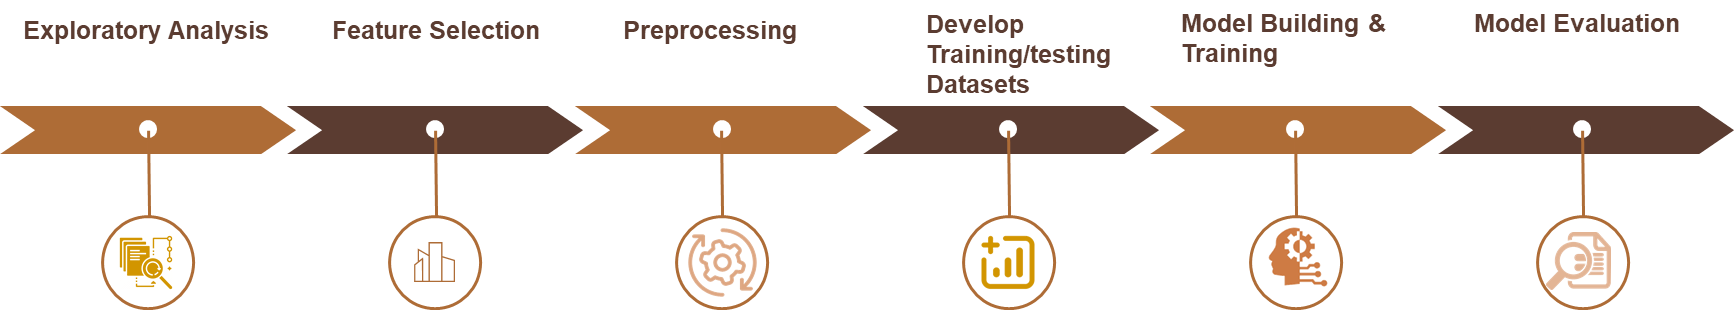 Exploratory Analysis
Feature Selection
Preprocessing
Develop
Training/testing
Datasets
Model Building &
Training
Model Evaluation